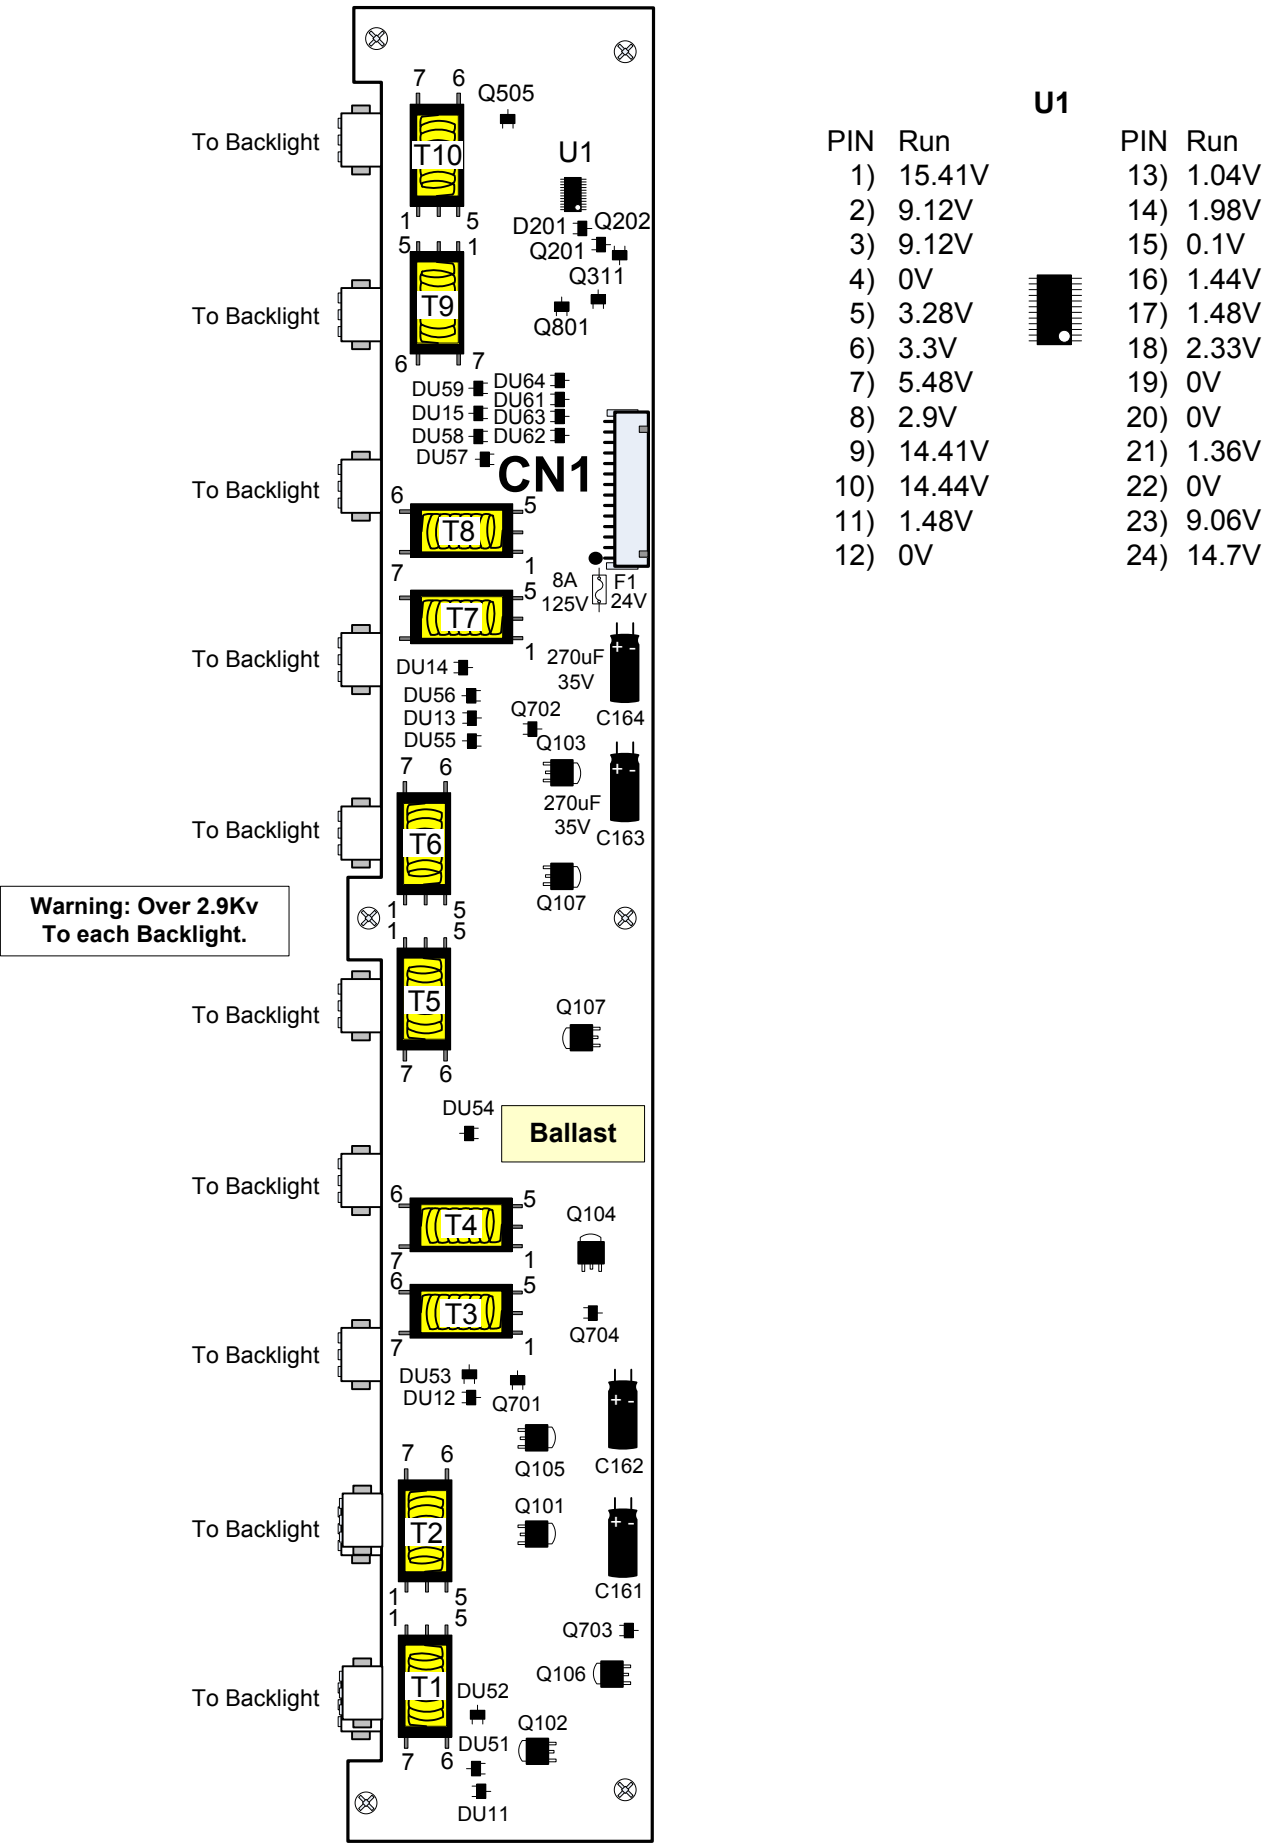 7 6
Q505
To Backlight
T10
U1
1 5
D201 Q202
5 1
Q201
Q311
To Backlight
T9
Q801
6 7
DU59 DU64
DU61
DU15 DU63
DU58 DU62
DU57
CN1
To Backlight
6 5
T8
7 1
8A F1
125V 24V
5
T7
1
To Backlight
270uF
35V
DU14
C164
DU56
DU13
DU55
Q702
Q103
7 6
270uF
35V
C163
To Backlight
T6
Q107
1 5
Warning: Over 2.9Kv
To each Backlight.
1 5
To Backlight
T5
Q107
7 6
DU54
Ballast
To Backlight
6 5
T4
Q104
7 1
6 5
T3
Q704
7 1
To Backlight
DU53
DU12
Q701
C162
7 6
Q105
Q101
To Backlight
T2
C161
1 5
1 5
Q703
Q106
To Backlight
T1
DU52
Q102
7 6
DU51
DU11
U1
PIN Run
1) 15.41V
2) 9.12V
3) 9.12V
4) 0V
5) 3.28V
6) 3.3V
7) 5.48V
8) 2.9V
9) 14.41V
10) 14.44V
11) 1.48V
12) 0V
PIN Run
13) 1.04V
14) 1.98V
15) 0.1V
16) 1.44V
17) 1.48V
18) 2.33V
19) 0V
20) 0V
21) 1.36V
22) 0V
23) 9.06V
24) 14.7V